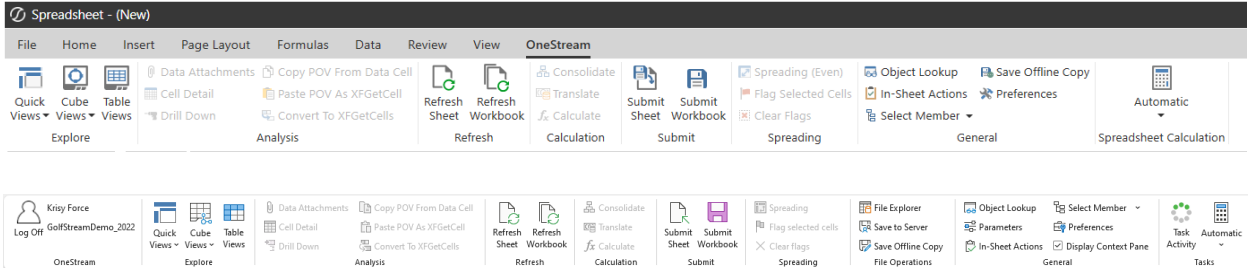 Spreadsheet - (New)
File Home Insert Page Layout Formulas Data Review View OneStream
Data Attachments Copy POV From Data Cell Consolidate Spreading (Even) Object Lookup Save Offline Copy
Cell Detail Paste POV As XFGetCell Translate Flag Selected Cells In-Sheet Actions Preferences
Quick Cube Table Refresh Refresh Submit Submit Automatic
Views Views Views Drill Down Convert To XFGetCells Sheet Workbook Calculate Sheet Workbook Clear Flags Select Member
Explore Analysis Refresh Calculation Submit Spreading General Spreadsheet Calculation
Krisy Force Data Attachments Copy POV From Data Cell Consolidate Spreading File Explorer Object Lookup Select Member
Log Off GolfStreamDemo_2022 Quick Cube Table Cell Detail Paste POV As XFGetCell Refresh Refresh Translate Submit Submit Flag selected cells Save to Server Parameters Preferences Task Automatic
Views Views Views Drill Down Convert To XFGetCells Sheet Workbook Calculate Sheet Workbook Clear flags Save Offline Copy In-Sheet Actions Display Context Pane Activity
OneStream Explore Analysis Refresh Calculation Submit Spreading File Operations General Tasks